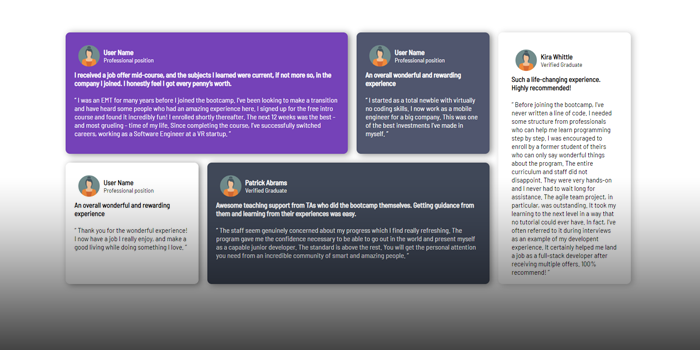 User Name
Professional position
I received a job offer mid-course, and the subjects I learned were current, if not more so, in the
company I joined. I honestly feel I got every penny's worth.
" I was an EMT for many years before I joined the bootcamp. I've been looking to make a transition
and have heard some people who had an amazing experience here. I signed up for the free intro
course and found it incredibly fun! I enrolled shortly thereafter. The next 12 weeks was the best -
and most grueling - time of my life. Since completing the course, I've successfully switched
careers, working as a Software Engineer at a VR startup. "
User Name
Professional position
An overall wonderful and rewarding
experience
" I started as a total newbie with virtually
no coding skills. I now work as a mobile
engineer for a big company. This was one
of the best investments I've made in
myself. "
Kira Whittle
Verified Graduate
Such a life-changing experience.
Highly recommended!
" Before joining the bootcamp, I've
never written a line of code. I needed
some structure from professionals
who can help me learn programming
step by step. I was encouraged to
enroll by a former student of theirs
who can only say wonderful things
about the program. The entire
curriculum and staff did not
disappoint. They were very hands-on
and I never had to wait long for
assistance. The agile team project, in
particular, was outstanding. It took my
learning to the next level in a way that
no tutorial could ever have. In fact, I've
often referred to it during interviews
as an example of my developent
experience. It certainly helped me land
a job as a full-stack developer after
receiving multiple offers. 100%
recommend! "
User Name
Professional position
An overall wonderful and rewarding
experience
" Thank you for the wonderful experience!
I now have a job I really enjoy, and make a
good living while doing something I love. "
Patrick Abrams
Verified Graduate
Awesome teaching support from TAs who did the bootcamp themselves. Getting guidance from
them and learning from their experiences was easy.
" The staff seem genuinely concerned about my progress which I find really refreshing. The
program gave me the confidence necessary to be able to go out in the world and present myself
as a capable junior developer. The standard is above the rest. You will get the personal attention
you need from an incredible community of smart and amazing people. "